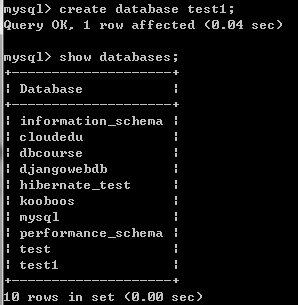 mysql> create database test1;
Query OK, 1 row affected (0.04 sec)
mysql> show databases;
+--------------------+
| Database           |
+--------------------+
| information_schema |
| cloudedu           |
| dbcourse           |
| djangowebdb        |
| hibernate_test     |
| kooboos            |
| mysql              |
| performance_schema |
| test               |
| test1              |
+--------------------+
10 rows in set (0.00 sec)